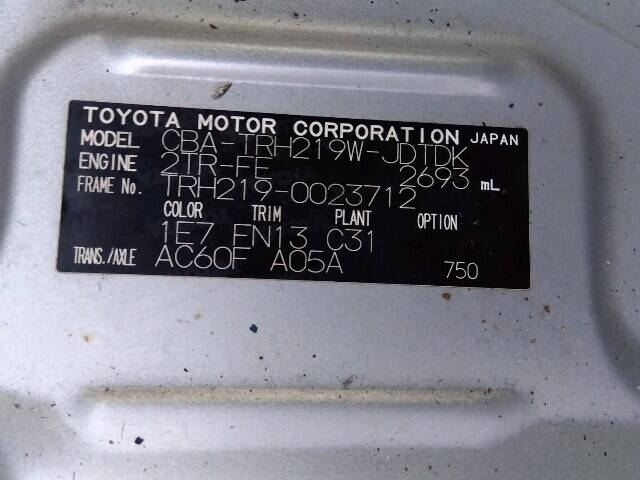 TOYOTA MOTOR CORPORATION JAPAN
MODEL CBA-TRH219W-JDTDK
ENGINE 2TR-FE 2693 mL
FRAME No. TRH219-0023712
COLOR TRIM PLANT OPTION
1E7 FN13 C31
TRANS./AXLE AC60F A05A 750